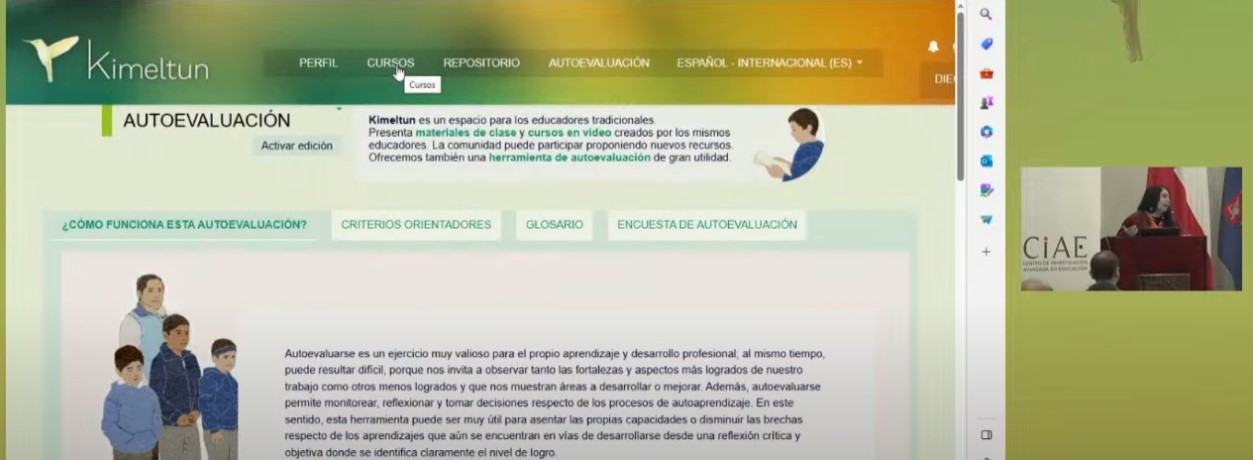 Kimeltun
PERFIL
CURSOS
REPOSITORIO
AUTOEVALUACIÓN
ESPAÑOL - INTERNACIONAL (ES)
Cursos
DIE
AUTOEVALUACIÓN
Activar edición
Kimeltun es un espacio para los educadores tradicionales.
Presenta materiales de clase y cursos en video creados por los mismos
educadores. La comunidad puede participar proponiendo nuevos recursos.
Ofrecemos también una herramienta de autoevaluación de gran utilidad.
¿CÓMO FUNCIONA ESTA AUTOEVALUACIÓN?
CRITERIOS ORIENTADORES
GLOSARIO
ENCUESTA DE AUTOEVALUACIÓN
Autoevaluarse es un ejercicio muy valioso para el propio aprendizaje y desarrollo profesional; al mismo tiempo,
puede resultar difícil, porque nos invita a observar tanto las fortalezas y aspectos más logrados de nuestro
trabajo como otros menos logrados y que nos muestran áreas a desarrollar o mejorar. Además, autoevaluarse
permite monitorear, reflexionar y tomar decisiones respecto de los procesos de autoaprendizaje. En este
sentido, esta herramienta puede ser muy útil para asentar las propias capacidades o disminuir las brechas
respecto de los aprendizajes que aún se encuentran en vías de desarrollarse desde una reflexión crítica y
objetiva donde se identifica claramente el nivel de logro.
CiAE
CENTRO DE INVESTIGACIÓN
AVANZADA EN EDUCACIÓN